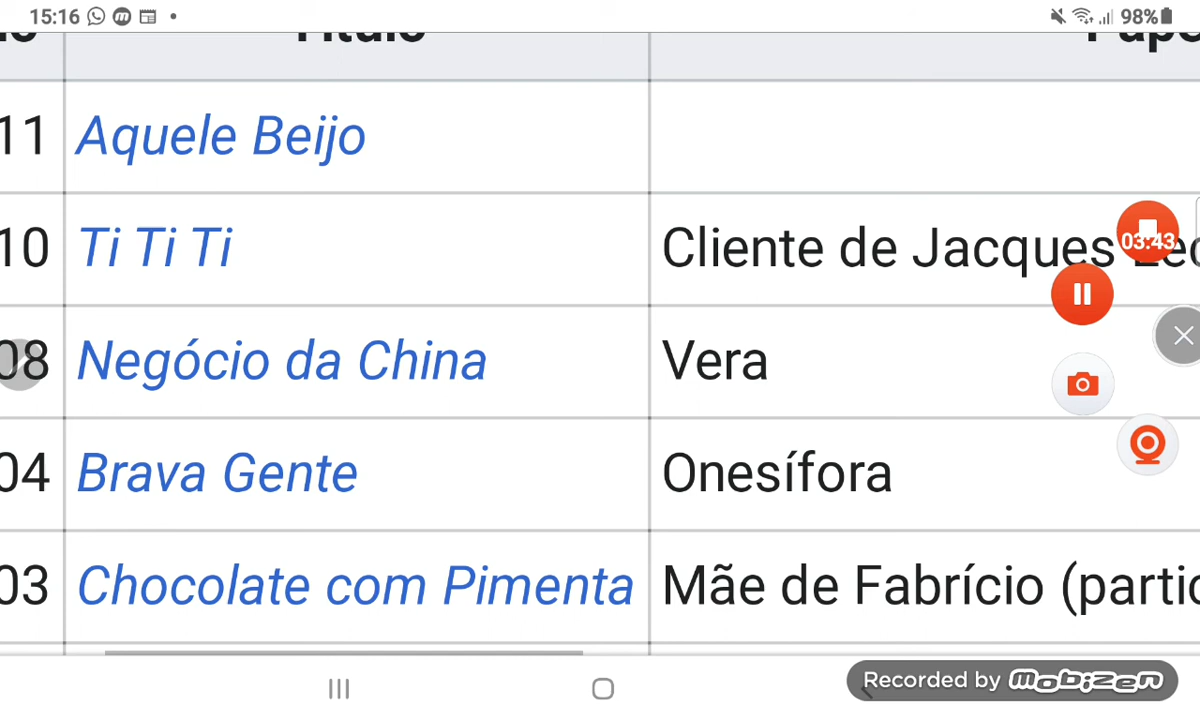 15:16 98%
Título
11 Aquele Beijo
10 Ti Ti Ti Cliente de Jacques
03:43
08 Negócio da China Vera
04 Brava Gente Onesífora
03 Chocolate com Pimenta Mãe de Fabrício
Recorded by mobizen